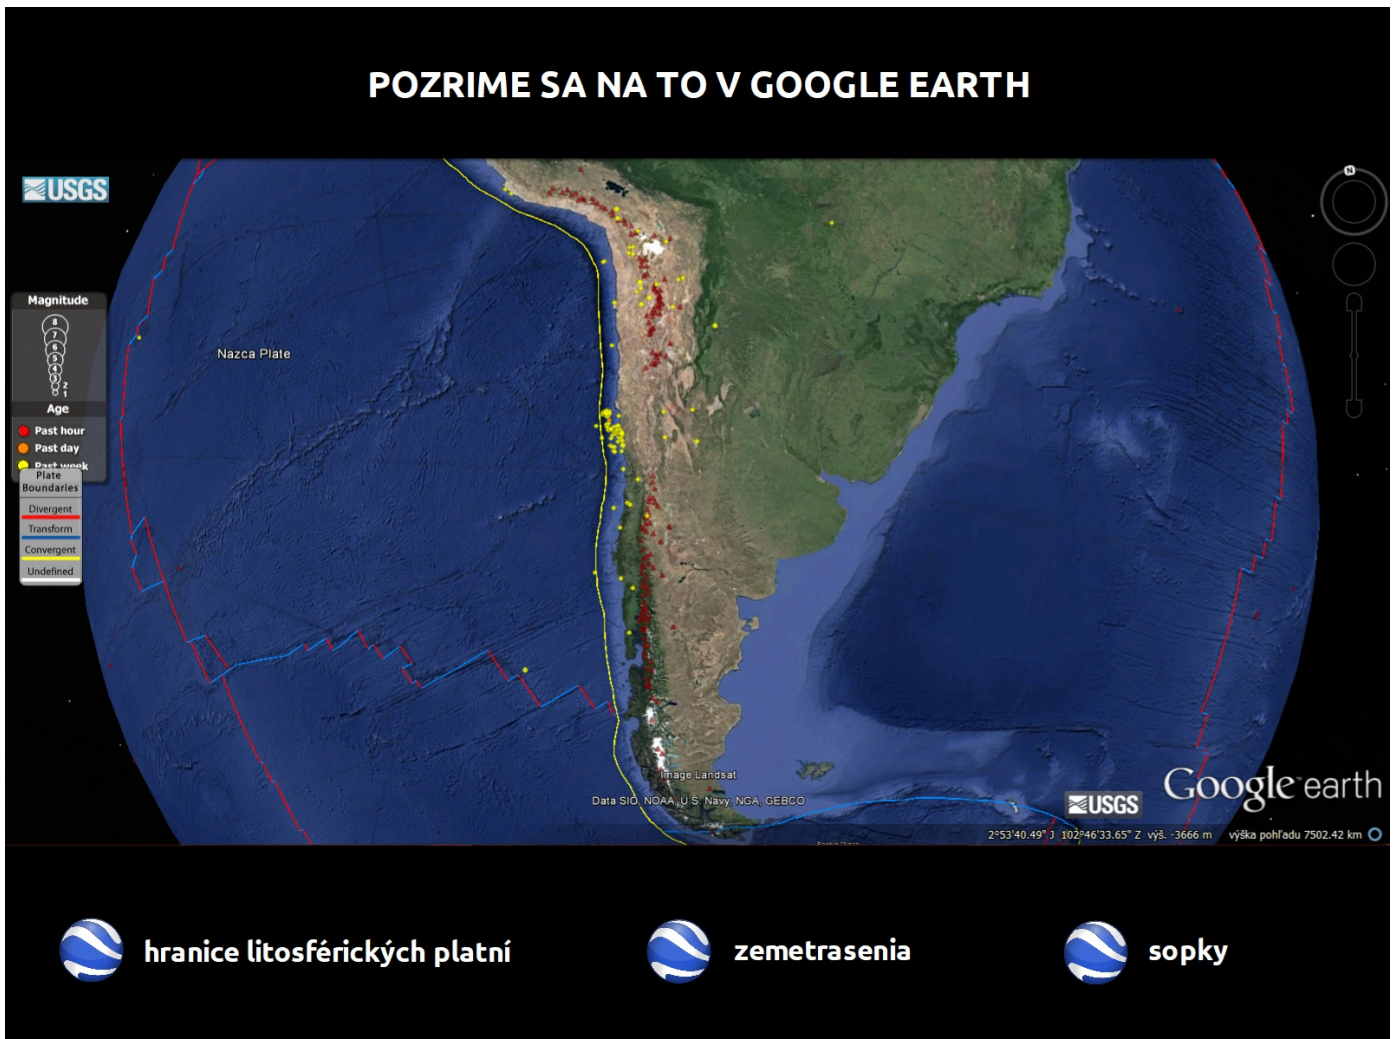 POZRIME SA NA TO V GOOGLE EARTH
USGS
N
Magnitude
8
7
6
5
4
3
2
1
Age
Past hour
Past day
Past week
Plate
Boundaries
Divergent
Transform
Convergent
Undefined
Nazca Plate
Image Landsat
Data SIO, NOAA, U.S. Navy, NGA, GEBCO
USGS
Google earth
2°53'40.49" J 102°46'33.65" Z výš. -3666 m výška pohľadu 7502.42 km
hranice litosférických platní
zemetrasenia
sopky